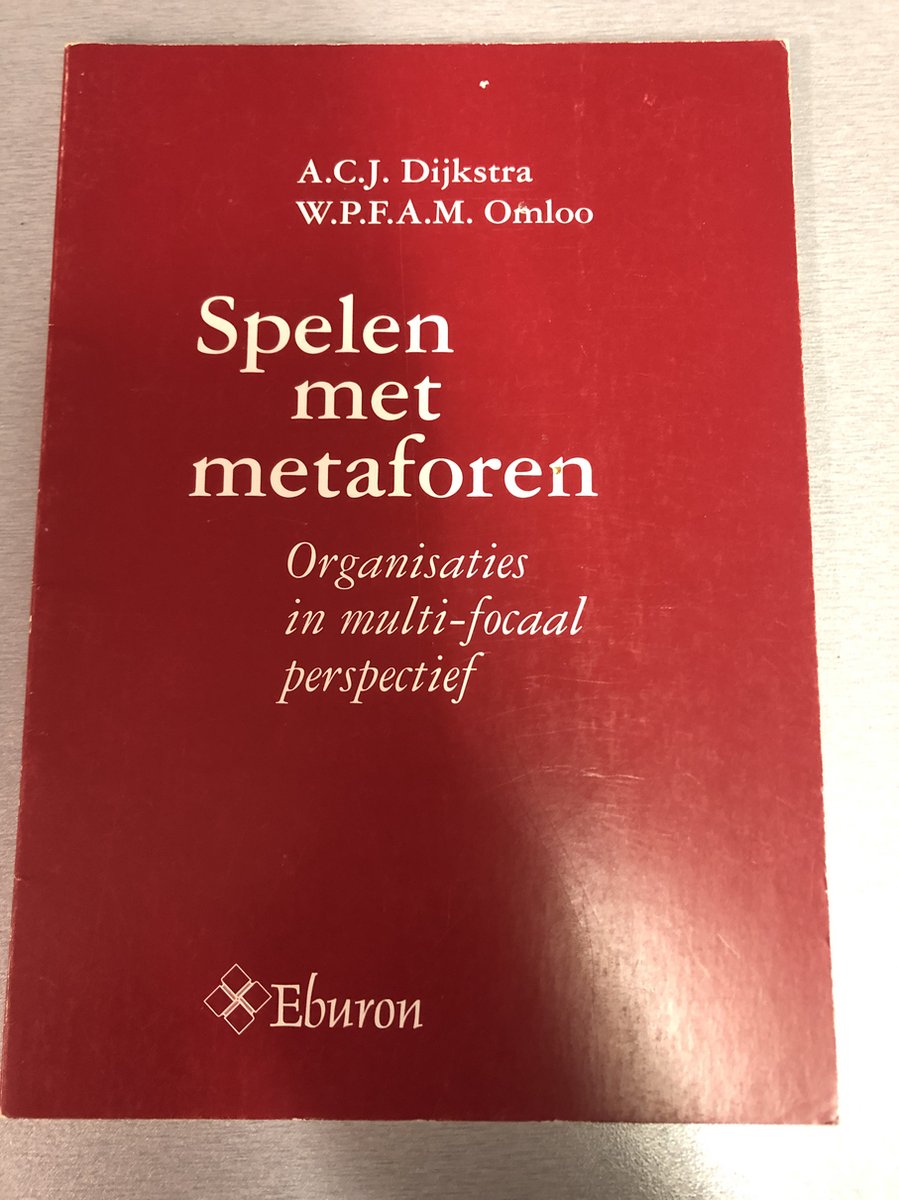 A.C.J. Dijkstra
W.P.F.A.M. Omloo
Spelen
met
metaforen
Organisaties
in multi-focaal
perspectief
Eburon